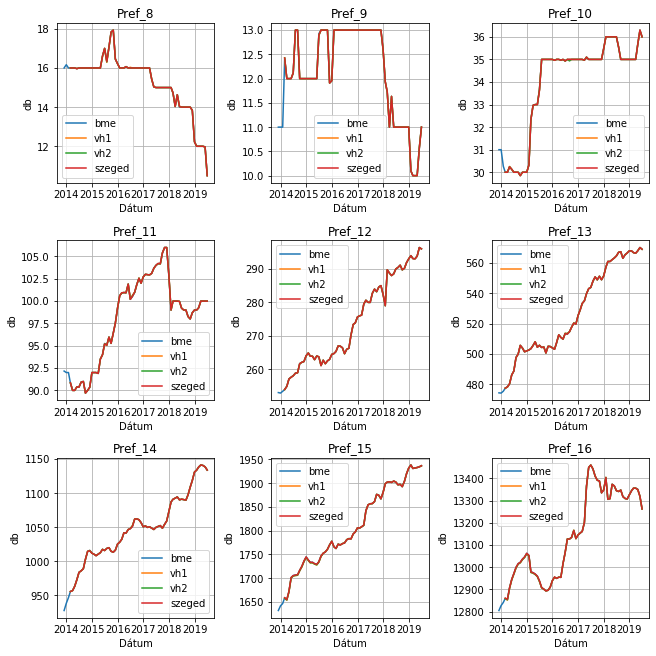 Pref_8
18
16
14
12
db
bme
vh1
vh2
szeged
2014 2015 2016 2017 2018 2019
Dátum
Pref_9
13.0
12.5
12.0
11.5
11.0
10.5
10.0
db
bme
vh1
vh2
szeged
2014 2015 2016 2017 2018 2019
Dátum
Pref_10
36
35
34
33
32
31
30
db
bme
vh1
vh2
szeged
2014 2015 2016 2017 2018 2019
Dátum
Pref_11
105.0
102.5
100.0
97.5
95.0
92.5
90.0
db
bme
vh1
vh2
szeged
2014 2015 2016 2017 2018 2019
Dátum
Pref_12
290
280
270
260
db
bme
vh1
vh2
szeged
2014 2015 2016 2017 2018 2019
Dátum
Pref_13
560
540
520
500
480
db
bme
vh1
vh2
szeged
2014 2015 2016 2017 2018 2019
Dátum
Pref_14
1150
1100
1050
1000
950
db
bme
vh1
vh2
szeged
2014 2015 2016 2017 2018 2019
Dátum
Pref_15
1950
1900
1850
1800
1750
1700
1650
db
bme
vh1
vh2
szeged
2014 2015 2016 2017 2018 2019
Dátum
Pref_16
13400
13300
13200
13100
13000
12900
12800
db
bme
vh1
vh2
szeged
2014 2015 2016 2017 2018 2019
Dátum